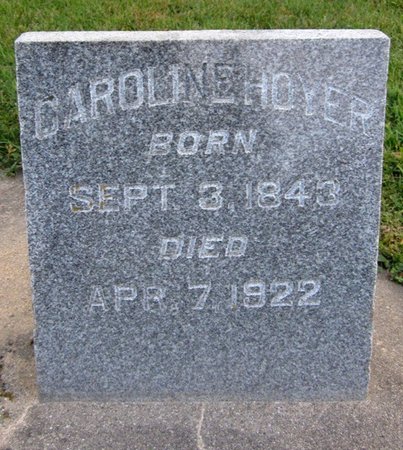 CAROLINE HOYER
BORN
SEPT 3, 1843
DIED
APR. 7, 1922